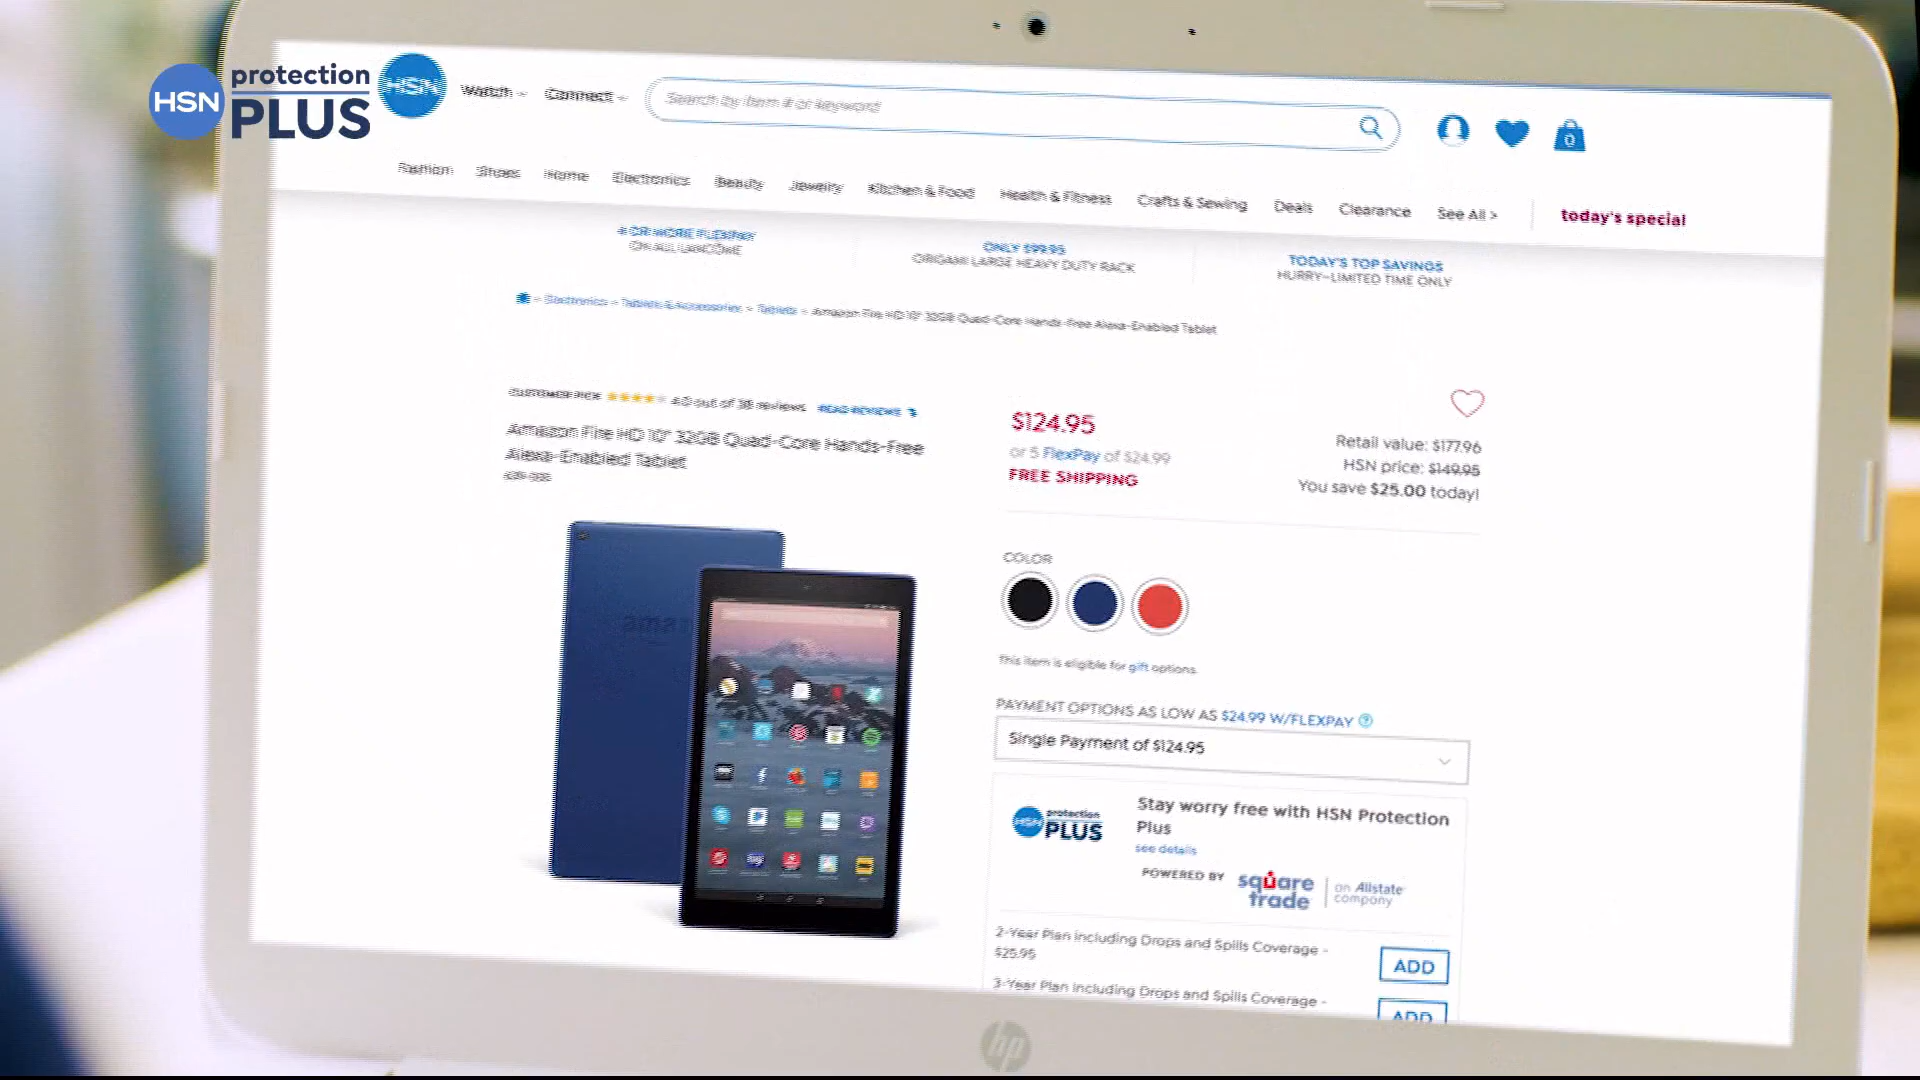 HSN protection PLUS
HSN
Watch
Connect
Search by item # or keyword
0
Fashion Shoes Home Electronics Beauty Jewelry Kitchen & Food Health & Fitness Crafts & Sewing Deals Clearance See All > today's special
4 OR MORE FLEXPAY
ON ALL LANCÔME
ONLY $99.95
ORIGAMI LARGE HEAVY DUTY RACK
TODAY'S TOP SAVINGS
HURRY–LIMITED TIME ONLY
Electronics > Tablets & Accessories > Tablets > Amazon Fire HD 10" 32GB Quad-Core Hands-Free Alexa-Enabled Tablet
CUSTOMER PICK 4.0 out of 38 reviews READ REVIEWS
Amazon Fire HD 10" 32GB Quad-Core Hands-Free
Alexa-Enabled Tablet
amaz
$124.95
or 5 FlexPay of $24.99
FREE SHIPPING
Retail value: $177.96
HSN price: $149.95
You save $25.00 today!
COLOR
This item is eligible for gift options
PAYMENT OPTIONS AS LOW AS $24.99 W/FLEXPAY ?
Single Payment of $124.95
HSN protection PLUS
Stay worry free with HSN Protection
Plus
see details
POWERED BY square trade | an Allstate company
2-Year Plan including Drops and Spills Coverage -
$25.95
ADD
3-Year Plan including Drops and Spills Coverage -
ADD
hp